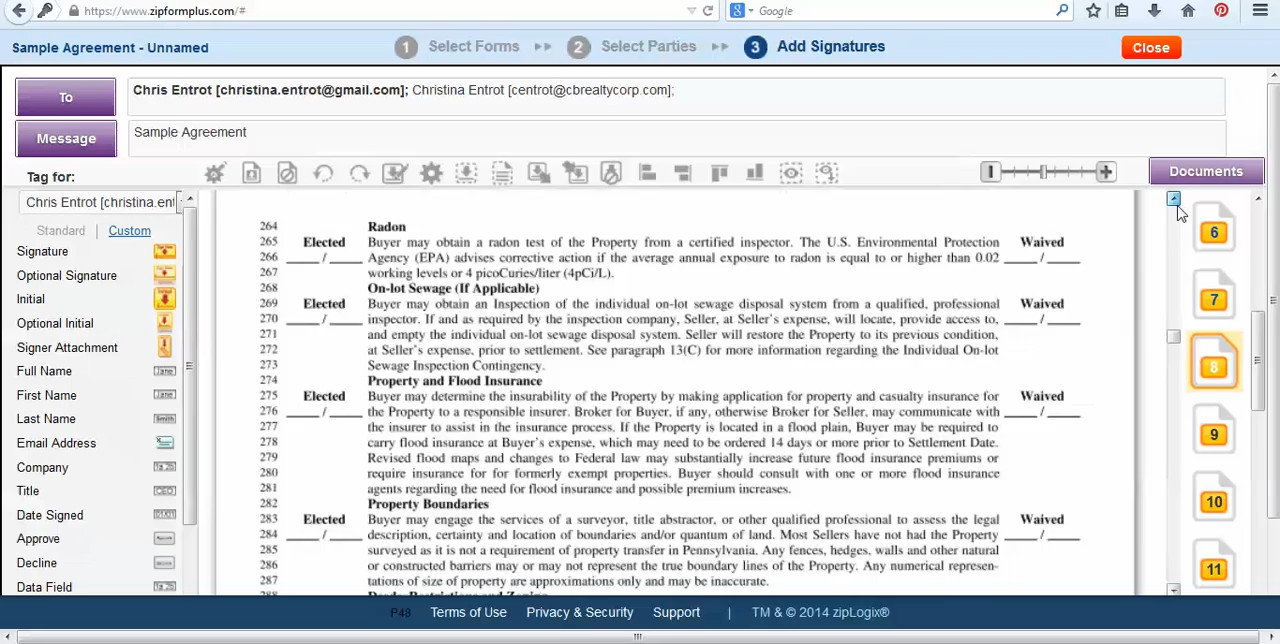 https://www.zipformplus.com/#
Google
Sample Agreement - Unnamed
1 Select Forms
2 Select Parties
3 Add Signatures
Close
To
Chris Entrot [christina.entrot@gmail.com]; Christina Entrot [centrot@cbrealtycorp.com];
Message
Sample Agreement
Tag for:
Documents
Chris Entrot [christina.ent
Standard | Custom
Signature
Optional Signature
Initial
Optional Initial
Signer Attachment
Full Name
First Name
Last Name
Email Address
Company
Title
Date Signed
Approve
Decline
Data Field
264 Radon
265 Elected Buyer may obtain a radon test of the Property from a certified inspector. The U.S. Environmental Protection Waived
266 ____ / ____ Agency (EPA) advises corrective action if the average annual exposure to radon is equal to or higher than 0.02 ____ / ____
267 working levels or 4 picoCuries/liter (4pCi/L).
268 On-lot Sewage (If Applicable)
269 Elected Buyer may obtain an Inspection of the individual on-lot sewage disposal system from a qualified, professional Waived
270 ____ / ____ inspector. If and as required by the inspection company, Seller, at Seller's expense, will locate, provide access to, ____ / ____
271 and empty the individual on-lot sewage disposal system. Seller will restore the Property to its previous condition,
272 at Seller's expense, prior to settlement. See paragraph 13(C) for more information regarding the Individual On-lot
273 Sewage Inspection Contingency.
274 Property and Flood Insurance
275 Elected Buyer may determine the insurability of the Property by making application for property and casualty insurance for Waived
276 ____ / ____ the Property to a responsible insurer. Broker for Buyer, if any, otherwise Broker for Seller, may communicate with ____ / ____
277 the insurer to assist in the insurance process. If the Property is located in a flood plain, Buyer may be required to
278 carry flood insurance at Buyer's expense, which may need to be ordered 14 days or more prior to Settlement Date.
279 Revised flood maps and changes to Federal law may substantially increase future flood insurance premiums or
280 require insurance for for formerly exempt properties. Buyer should consult with one or more flood insurance
281 agents regarding the need for flood insurance and possible premium increases.
282 Property Boundaries
283 Elected Buyer may engage the services of a surveyor, title abstractor, or other qualified professional to assess the legal Waived
284 ____ / ____ description, certainty and location of boundaries and/or quantum of land. Most Sellers have not had the Property ____ / ____
285 surveyed as it is not a requirement of property transfer in Pennsylvania. Any fences, hedges, walls and other natural
286 or constructed barriers may or may not represent the true boundary lines of the Property. Any numerical represen-
287 tations of size of property are approximations only and may be inaccurate.
288 Deeds, Restrictions and Zoning
6
7
8
9
10
11
P48 Terms of Use Privacy & Security Support | TM & © 2014 zipLogix®